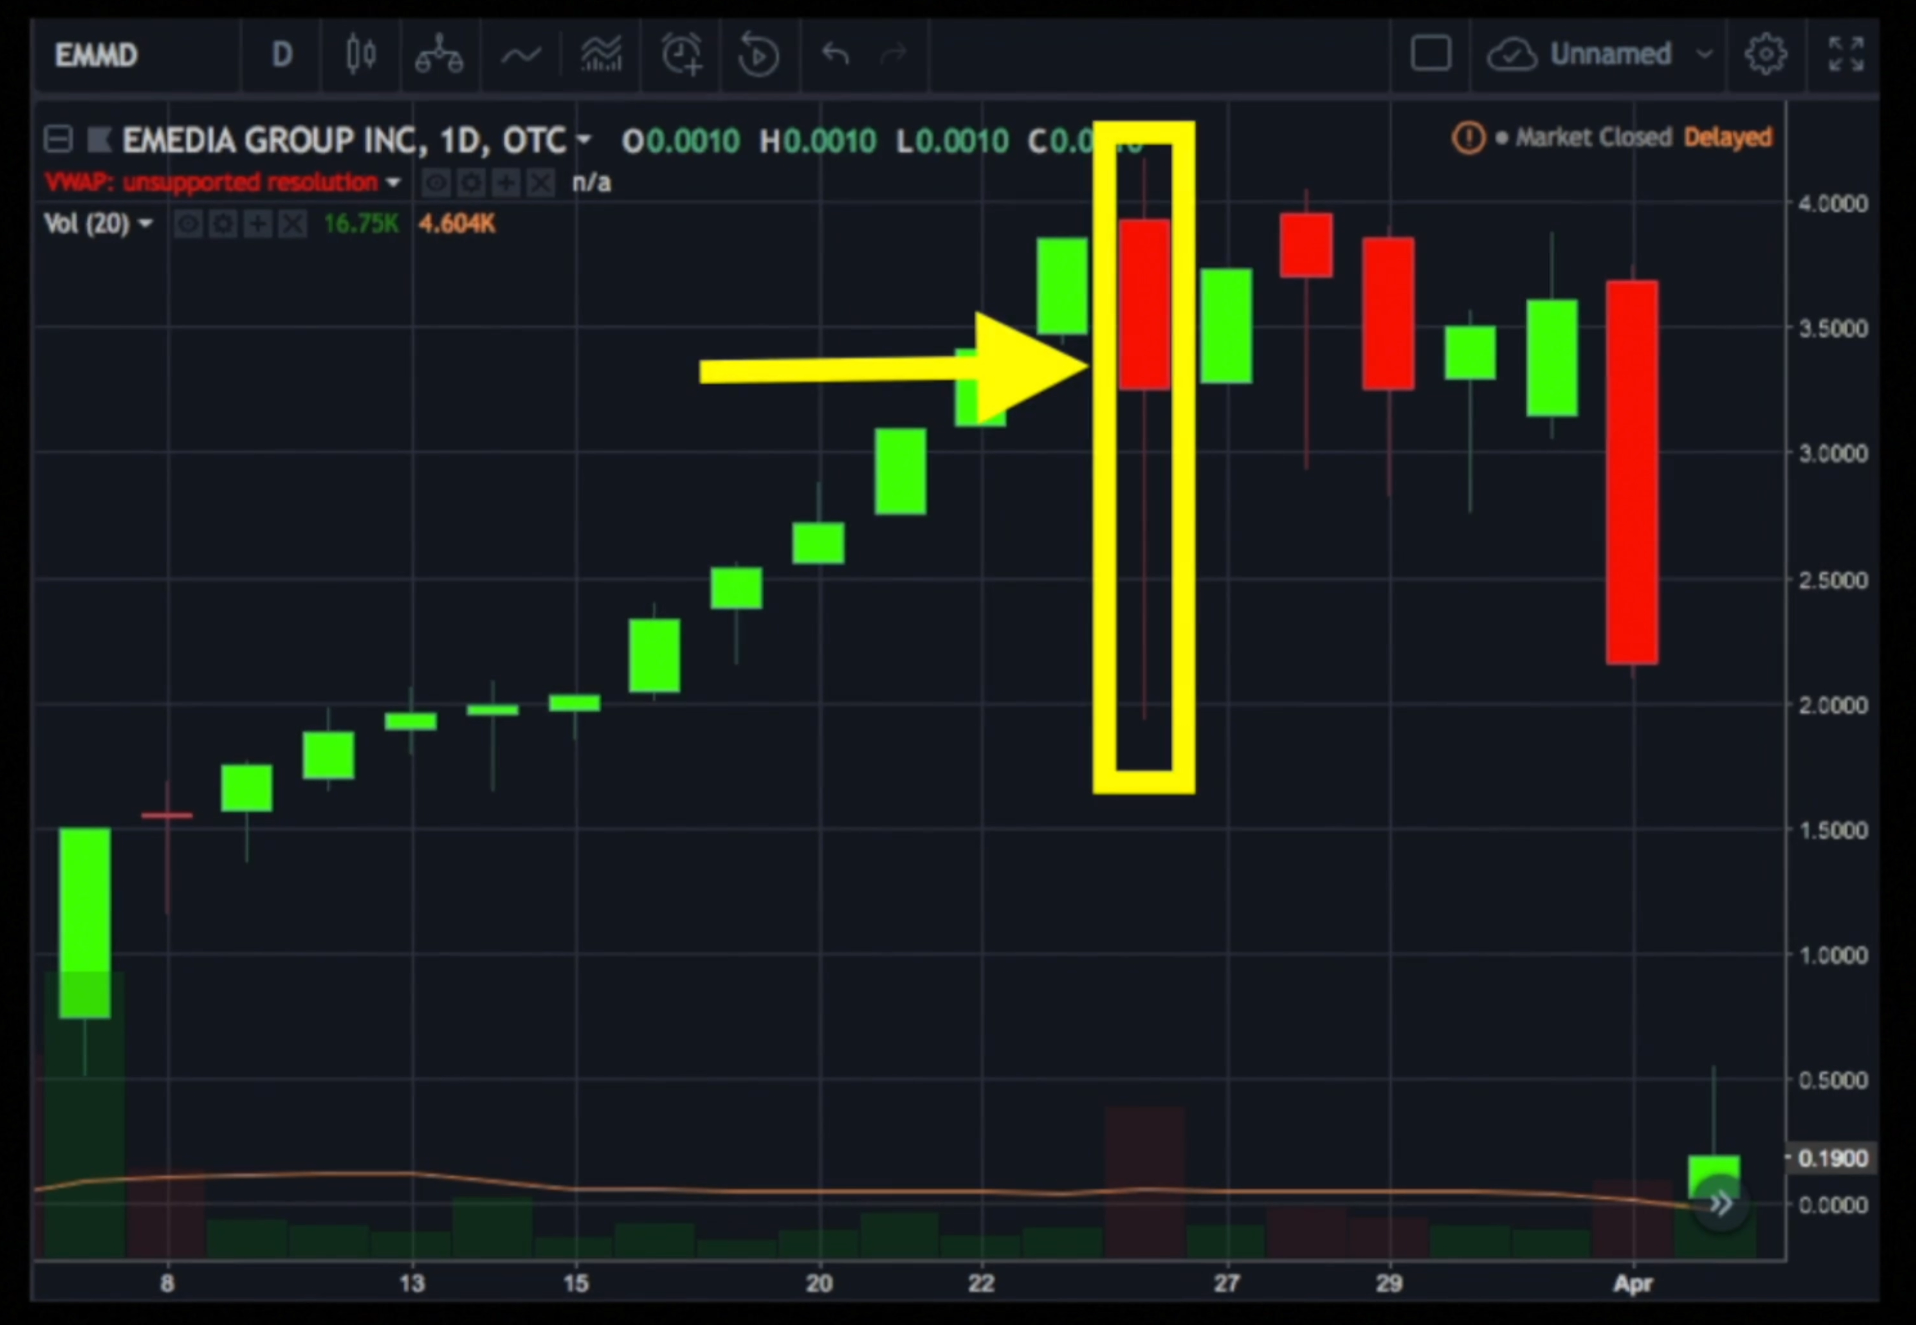 EMMD D Unnamed
EMEDIA GROUP INC, 1D, OTC O0.0010 H0.0010 L0.0010 C0.0
Market Closed Delayed
VWAP: unsupported resolution n/a
Vol (20) 16.75K 4.604K
4.0000
3.5000
3.0000
2.5000
2.0000
1.5000
1.0000
0.5000
0.1900
0.0000
8 13 15 20 22 27 29 Apr